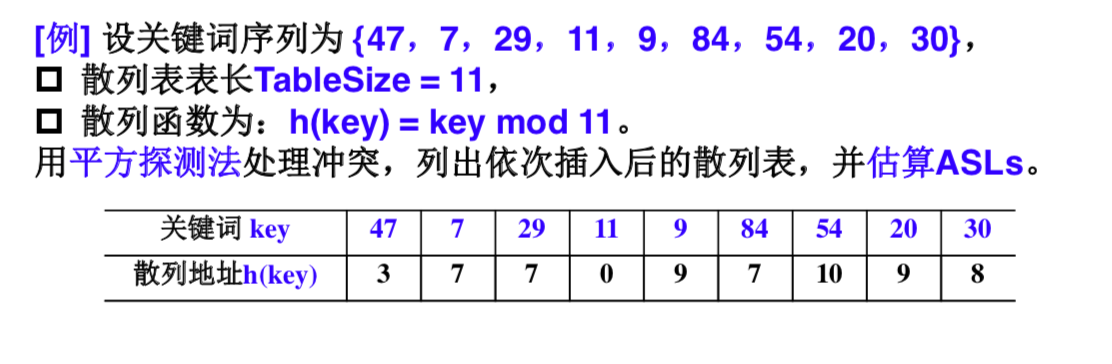 [例] 设关键词序列为 {47，7，29，11，9，84，54，20，30}，
散列表表长TableSize = 11，
散列函数为：h(key) = key mod 11。
用平方探测法处理冲突，列出依次插入后的散列表，并估算ASLs。
关键词 key 47 7 29 11 9 84 54 20 30
散列地址h(key) 3 7 7 0 9 7 10 9 8